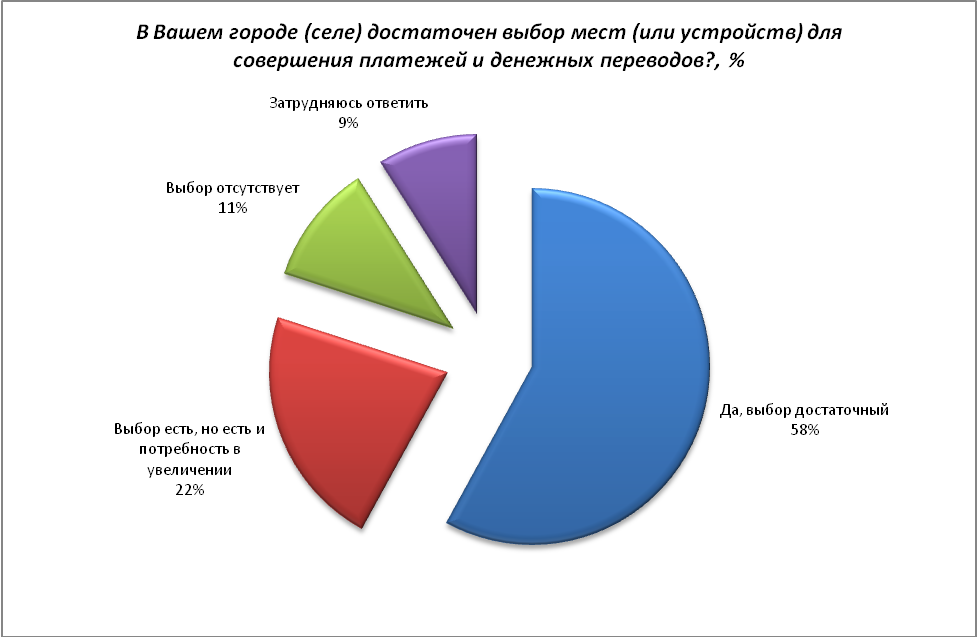 В Вашем городе (селе) достаточен выбор мест (или устройств) для
совершения платежей и денежных переводов?, %
Затрудняюсь ответить
9%
Выбор отсутствует
11%
Да, выбор достаточный
58%
Выбор есть, но есть и
потребность в
увеличении
22%